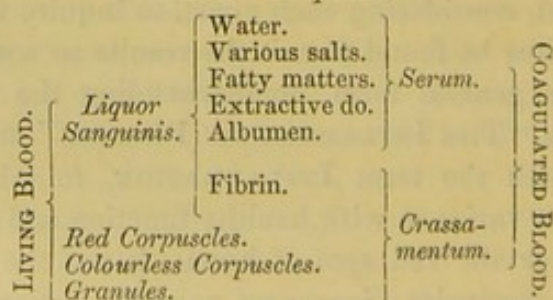 LIVING BLOOD.
Liquor
Sanguinis.
Water.
Various salts.
Fatty matters.
Extractive do.
Albumen.
Fibrin.
Red Corpuscles.
Colourless Corpuscles.
Granules.
Serum.
Crassa-
mentum.
COAGULATED BLOOD.